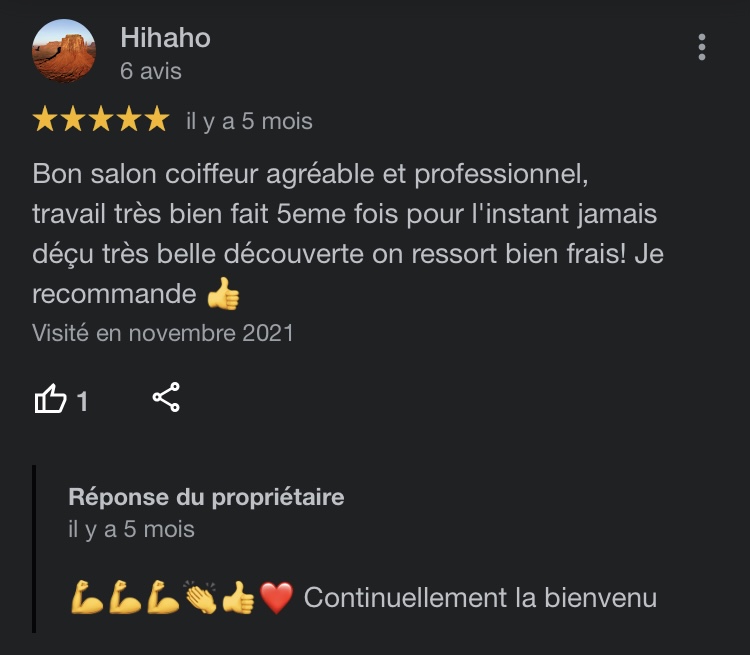 Hihaho
6 avis
il y a 5 mois
Bon salon coiffeur agréable et professionnel,
travail très bien fait 5eme fois pour l'instant jamais
déçu très belle découverte on ressort bien frais! Je
recommande 👍
Visité en novembre 2021
1
Réponse du propriétaire
il y a 5 mois
💪💪💪👏👍❤️ Continuellement la bienvenu